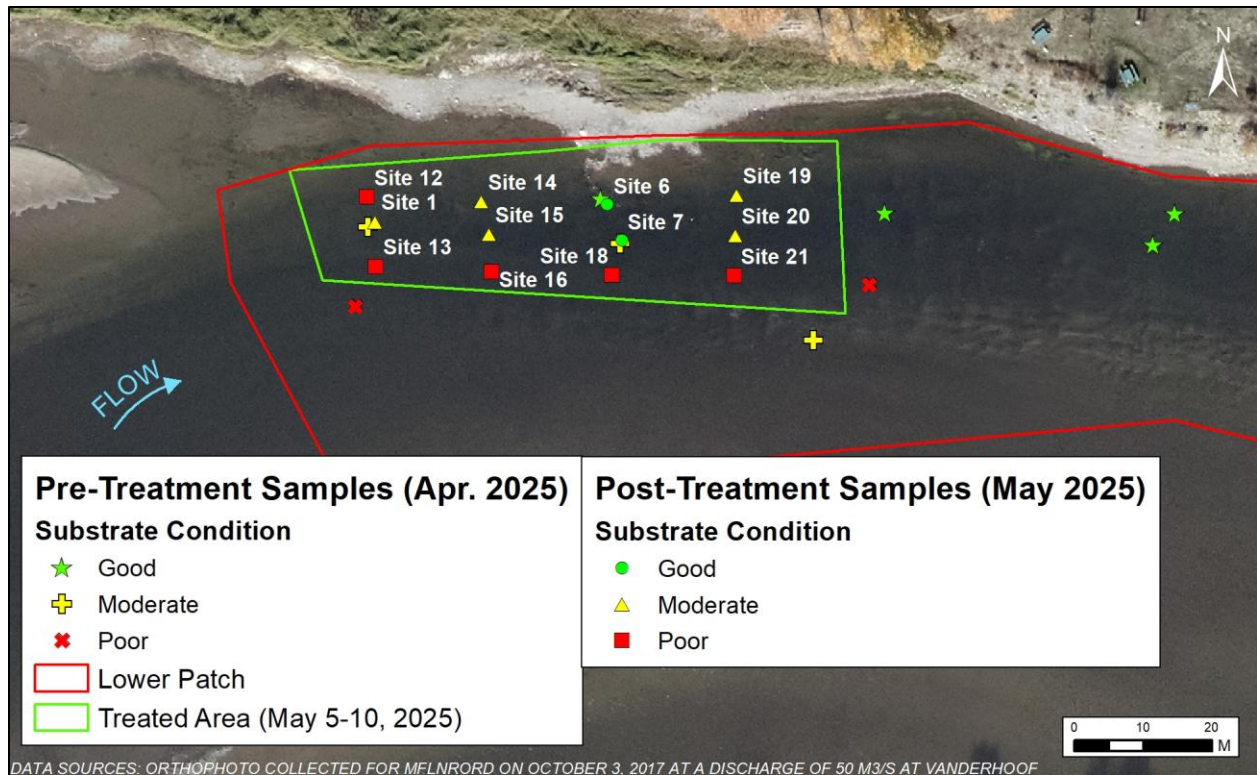 N
Site 12
Site 14
Site 6
Site 19
Site 1
Site 15
Site 7
Site 20
Site 13
Site 18
Site 21
Site 16
FLOW
Pre-Treatment Samples (Apr. 2025)
Substrate Condition
Good
Moderate
Poor
Lower Patch
Treated Area (May 5-10, 2025)
Post-Treatment Samples (May 2025)
Substrate Condition
Good
Moderate
Poor
0 10 20
M
DATA SOURCES: ORTHOPHOTO COLLECTED FOR MFLNRORD ON OCTOBER 3, 2017 AT A DISCHARGE OF 50 M3/S AT VANDERHOOF